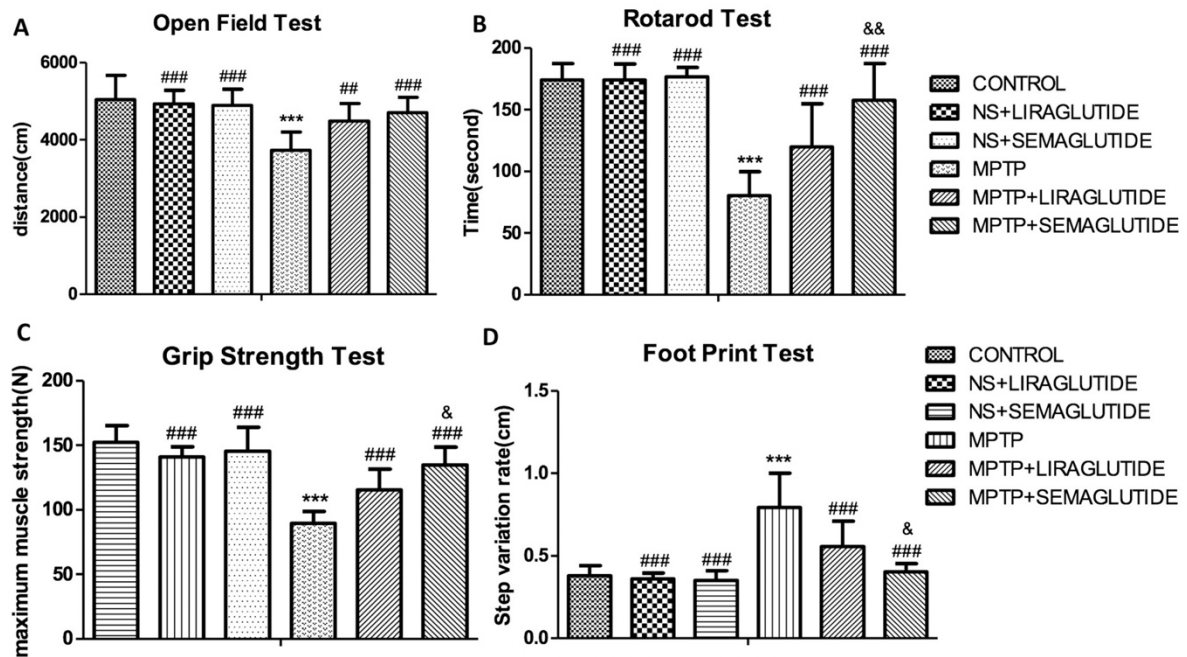 A
Open Field Test
distance(cm)
6000
4000
2000
0
###
###
***
##
###
B
Rotarod Test
Time(second)
200
150
100
50
0
###
###
***
###
&&
###
CONTROL
NS+LIRAGLUTIDE
NS+SEMAGLUTIDE
MPTP
MPTP+LIRAGLUTIDE
MPTP+SEMAGLUTIDE
C
Grip Strength Test
maximum muscle strength(N)
200
150
100
50
0
###
###
***
###
&
###
D
Foot Print Test
Step variation rate(cm)
1.5
1.0
0.5
0.0
###
###
***
###
&
###
CONTROL
NS+LIRAGLUTIDE
NS+SEMAGLUTIDE
MPTP
MPTP+LIRAGLUTIDE
MPTP+SEMAGLUTIDE